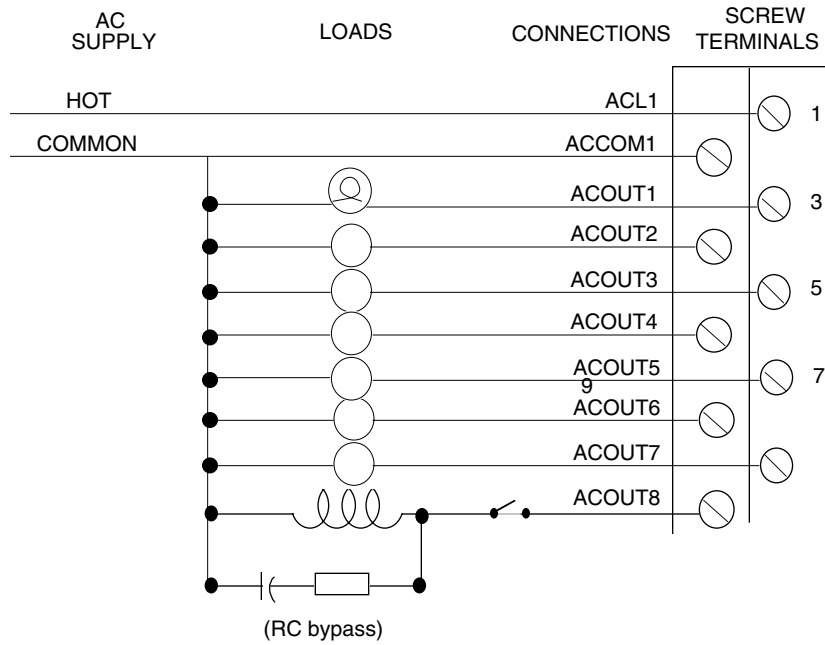 AC
SUPPLY
LOADS
CONNECTIONS
SCREW
TERMINALS
HOT
ACL1
1
COMMON
ACCOM1
ACOUT1
3
ACOUT2
ACOUT3
5
ACOUT4
ACOUT5
7
9
ACOUT6
ACOUT7
ACOUT8
(RC bypass)